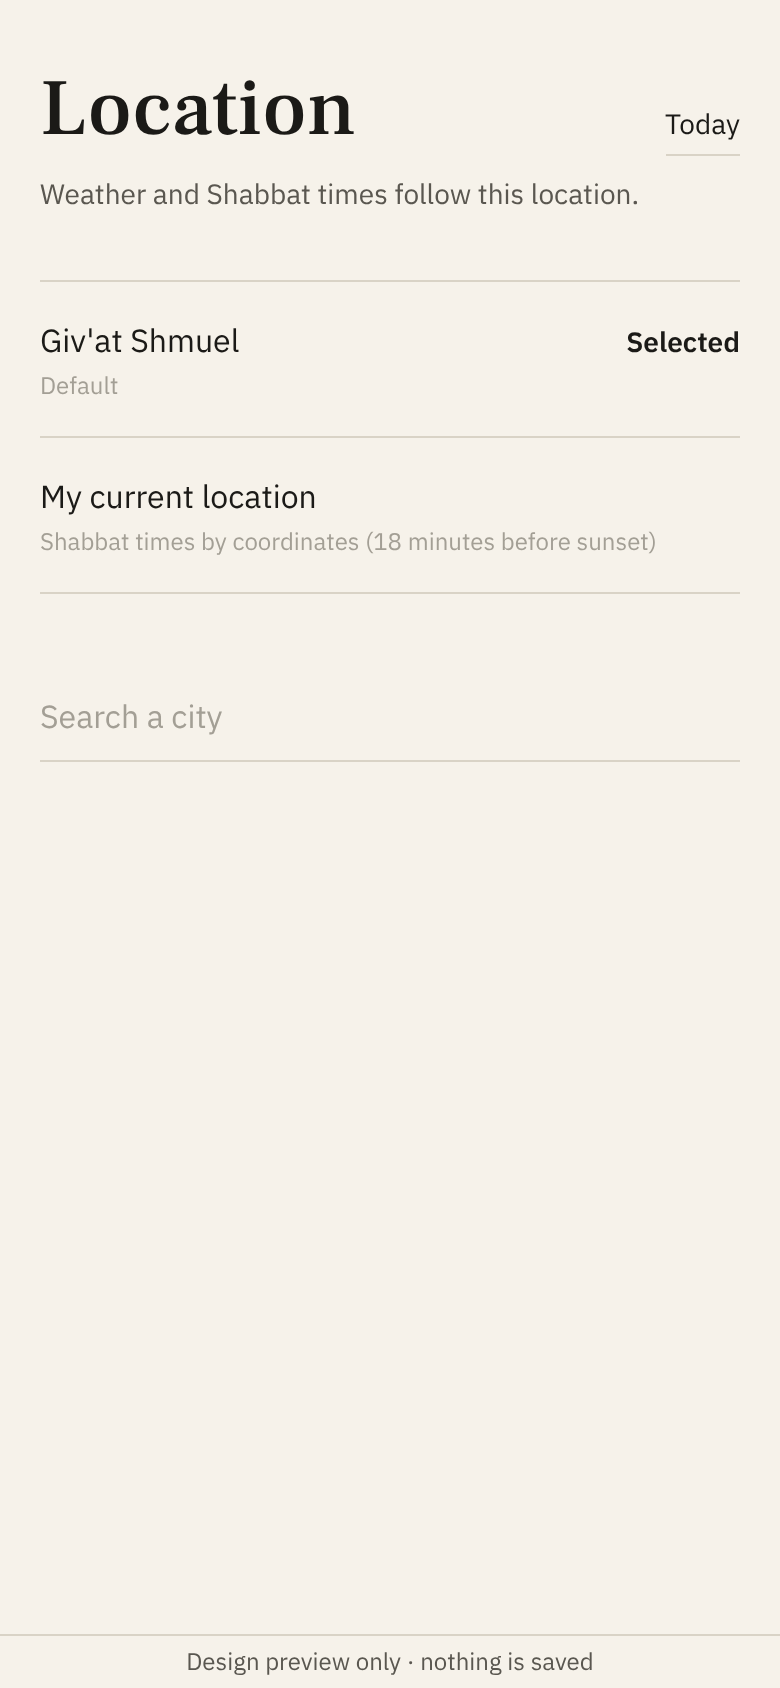 Location
Today
Weather and Shabbat times follow this location.
Giv'at Shmuel
Selected
Default
My current location
Shabbat times by coordinates (18 minutes before sunset)
Search a city
Design preview only · nothing is saved